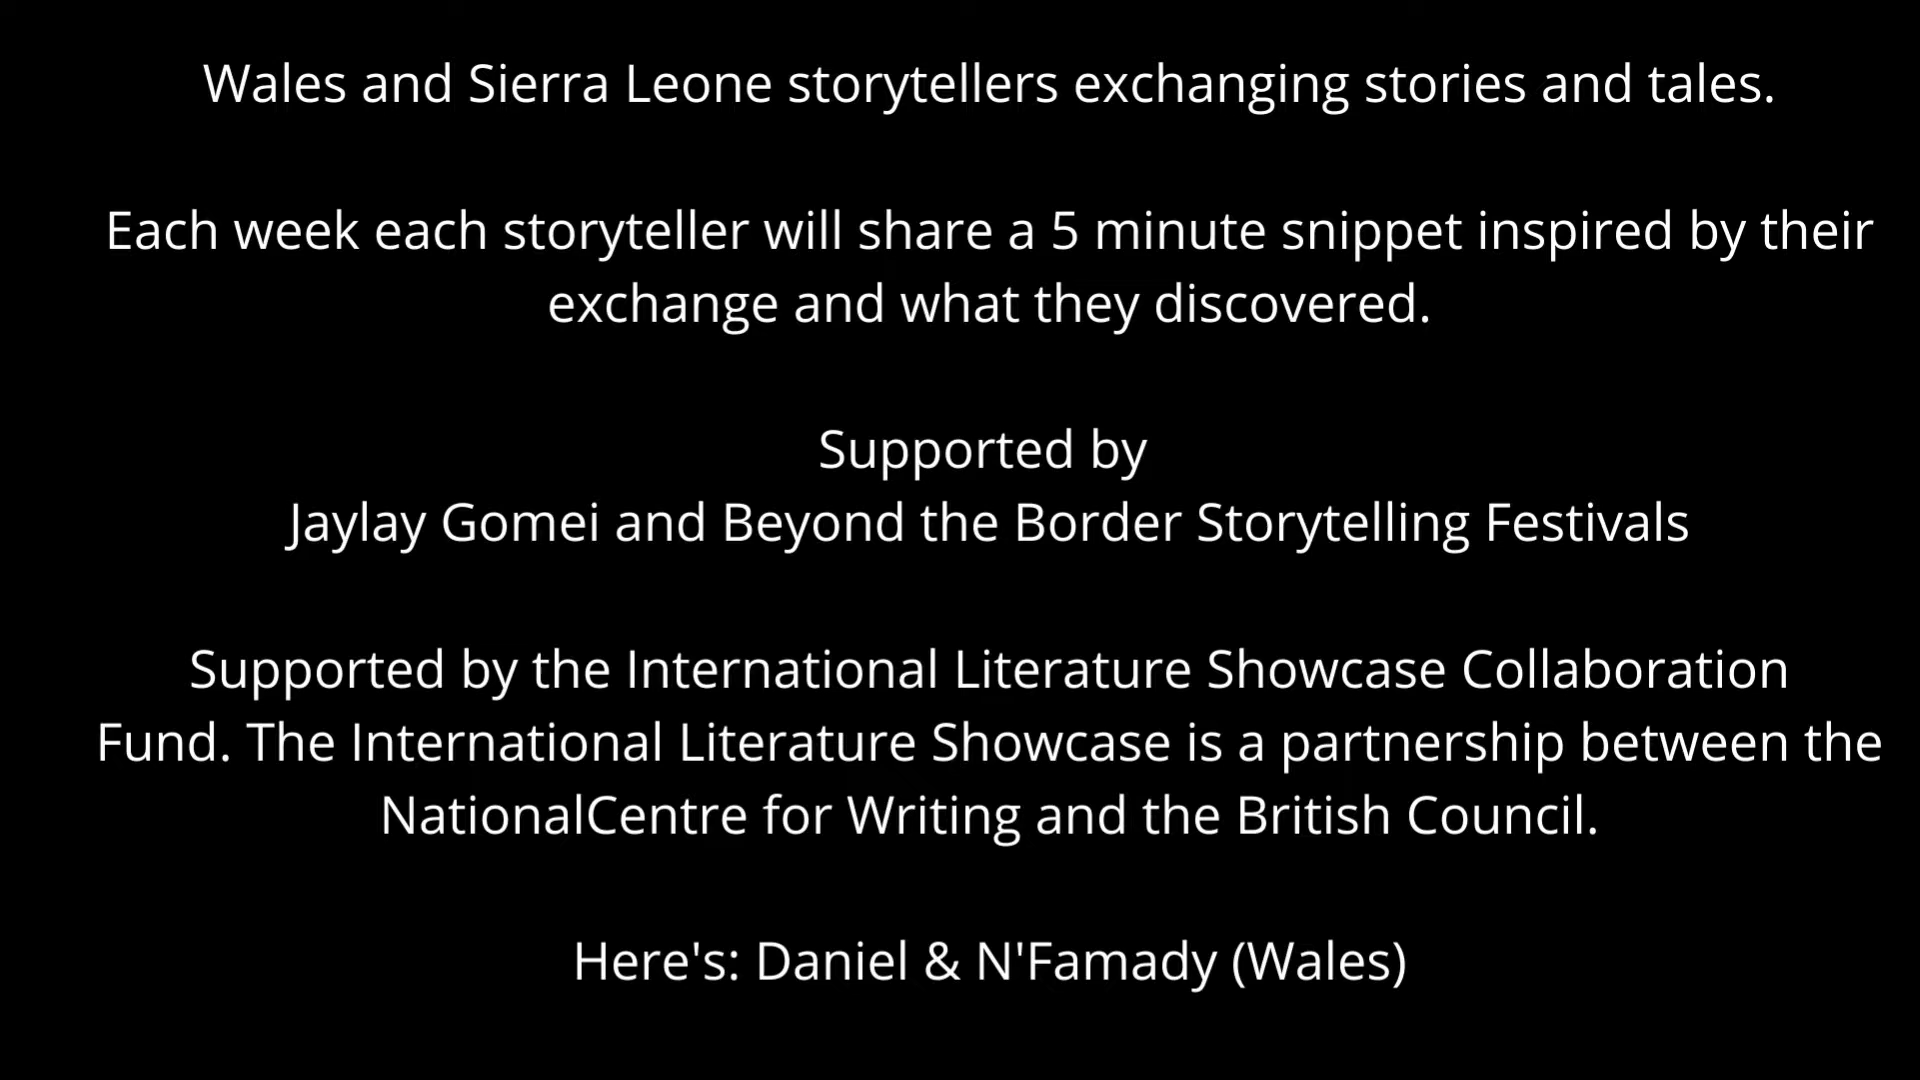 Wales and Sierra Leone storytellers exchanging stories and tales.
Each week each storyteller will share a 5 minute snippet inspired by their
exchange and what they discovered.
Supported by
Jaylay Gomei and Beyond the Border Storytelling Festivals
Supported by the International Literature Showcase Collaboration
Fund. The International Literature Showcase is a partnership between the
NationalCentre for Writing and the British Council.
Here's: Daniel & N'Famady (Wales)